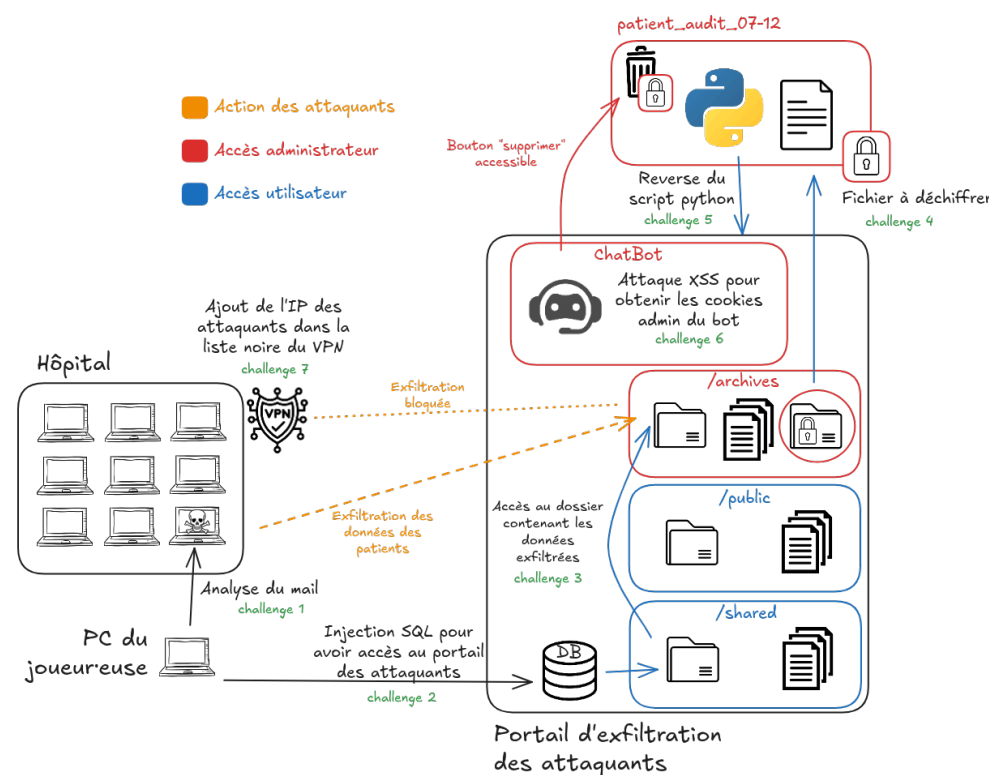 patient_audit_07-12
Action des attaquants
Accès administrateur
Accès utilisateur
Bouton "supprimer"
accessible
Reverse du
script python
challenge 5
Fichier à déchiffrer
challenge 4
ChatBot
Attaque XSS pour
obtenir les cookies
admin du bot
challenge 6
Ajout de l'IP des
attaquants dans la
liste noire du VPN
challenge 7
Hôpital
VPN
Exfiltration
bloquée
/archives
Exfiltration des
données des
patients
Accès au dossier
contenant les
données
exfiltrées
challenge 3
/public
Analyse du mail
challenge 1
/shared
PC du
joueur·euse
Injection SQL pour
avoir accès au portail
des attaquants
challenge 2
DB
Portail d'exfiltration
des attaquants